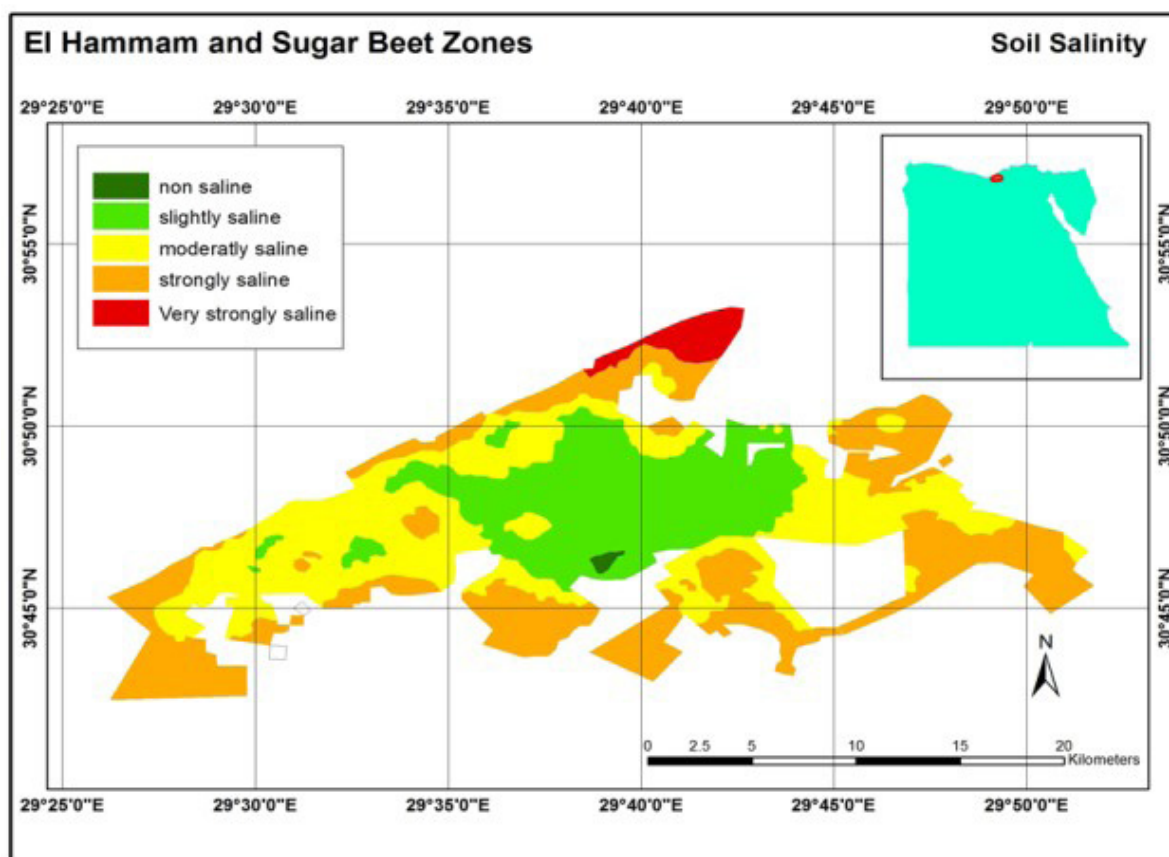 El Hammam and Sugar Beet Zones
Soil Salinity
29°25'0"E 29°30'0"E 29°35'0"E 29°40'0"E 29°45'0"E 29°50'0"E
non saline
slightly saline
moderatly saline
strongly saline
Very strongly saline
30°55'0"N
30°55'0"N
30°50'0"N
30°50'0"N
30°45'0"N
30°45'0"N
N
0 2.5 5 10 15 20
Kilometers
29°25'0"E 29°30'0"E 29°35'0"E 29°40'0"E 29°45'0"E 29°50'0"E